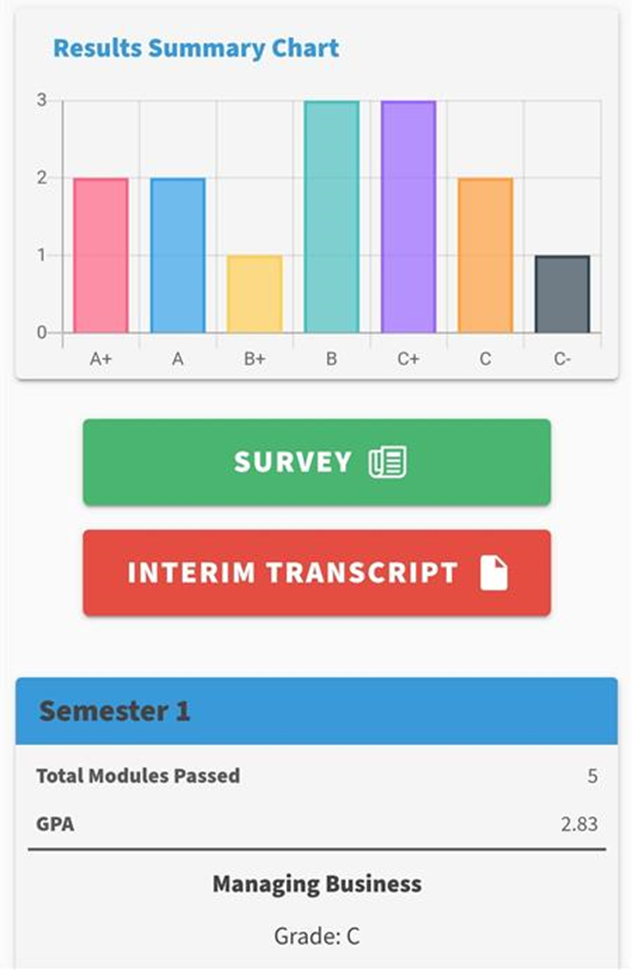 Results Summary Chart
3
2
1
0
A+ A B+ B C+ C C-
SURVEY
INTERIM TRANSCRIPT
Semester 1
Total Modules Passed 5
GPA 2.83
Managing Business
Grade: C